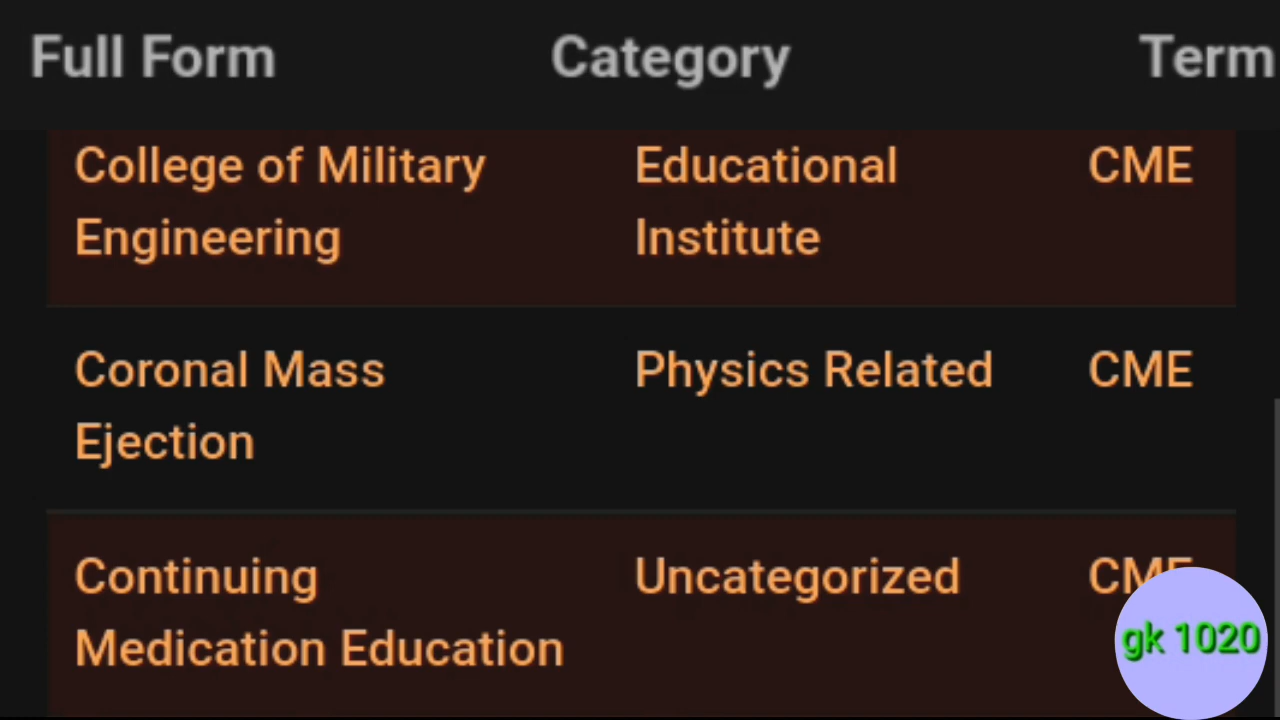 Full Form Category Term
College of Military Educational CME
Engineering Institute
Coronal Mass Physics Related CME
Ejection
Continuing Uncategorized CME
Medication Education
gk 1020